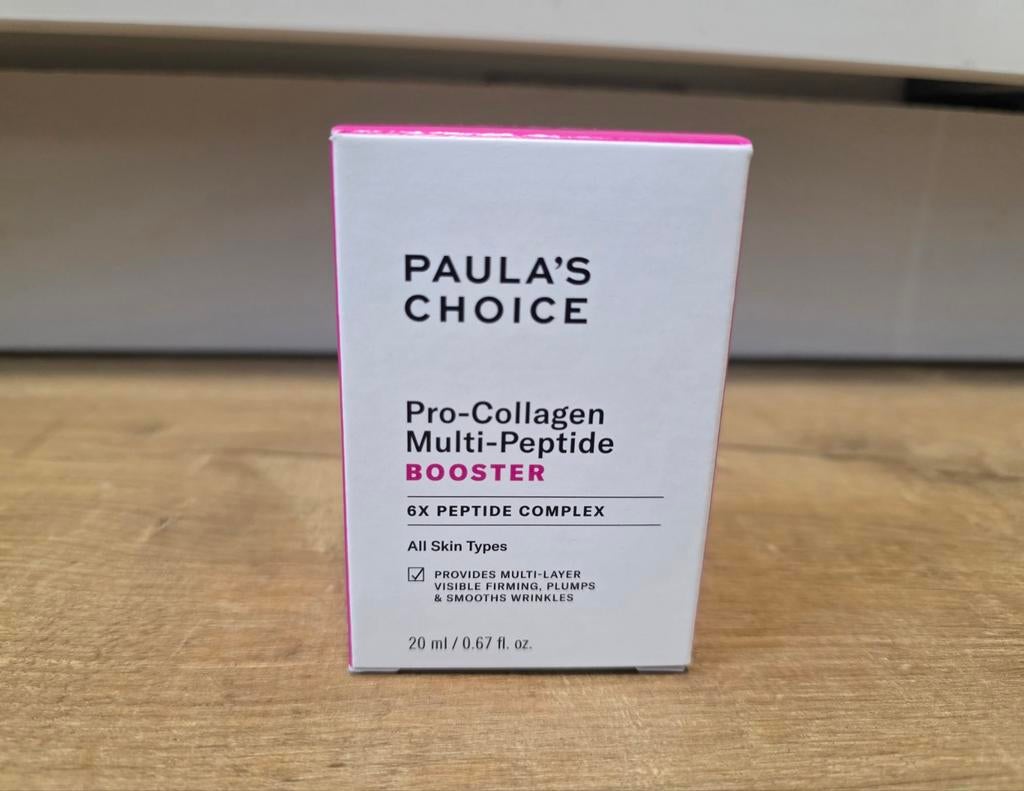 PAULA'S
CHOICE
Pro-Collagen
Multi-Peptide
BOOSTER
6X PEPTIDE COMPLEX
All Skin Types
☑ PROVIDES MULTI-LAYER
VISIBLE FIRMING, PLUMPS
& SMOOTHS WRINKLES
20 ml / 0.67 fl. oz.